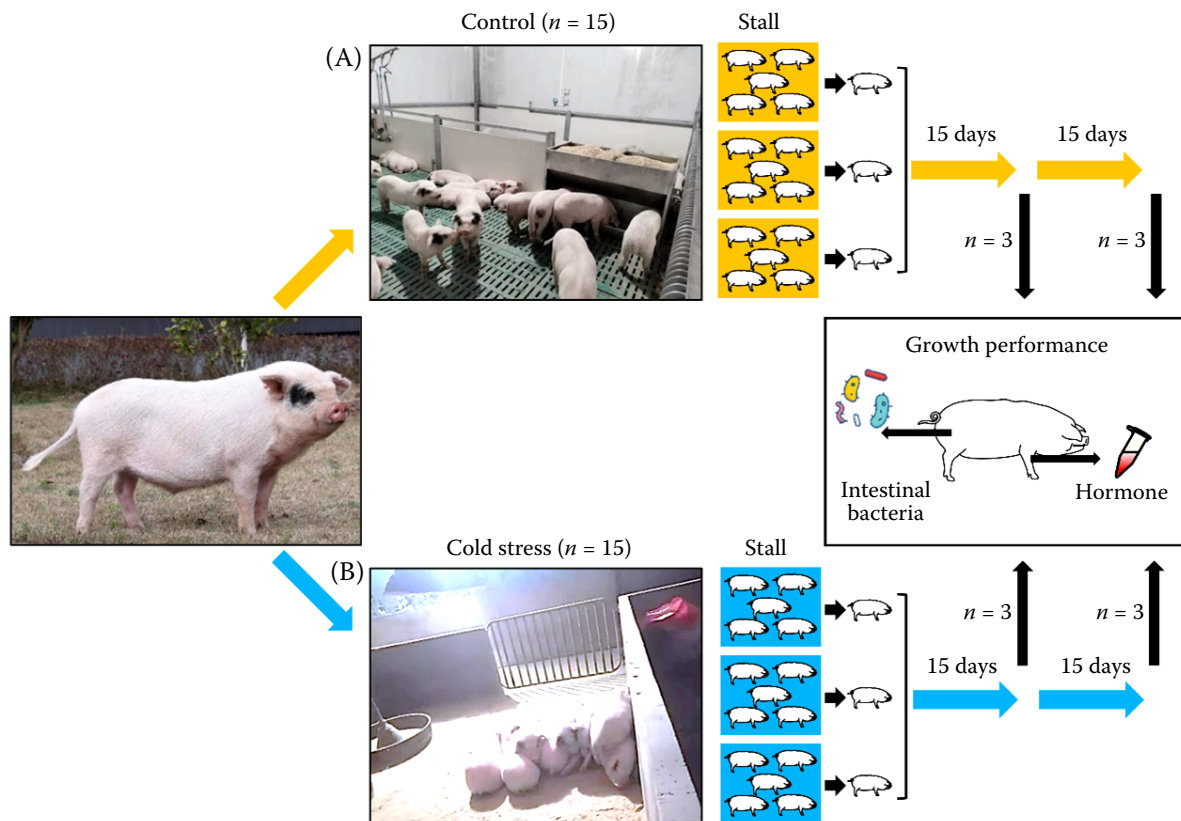 Control (n = 15)
Stall
(A)
15 days
15 days
n = 3
n = 3
Growth performance
Intestinal
bacteria
Hormone
Cold stress (n = 15)
Stall
(B)
n = 3
n = 3
15 days
15 days